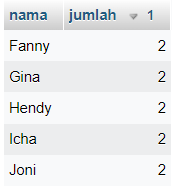 nama jumlah 1
Fanny 2
Gina 2
Hendy 2
Icha 2
Joni 2